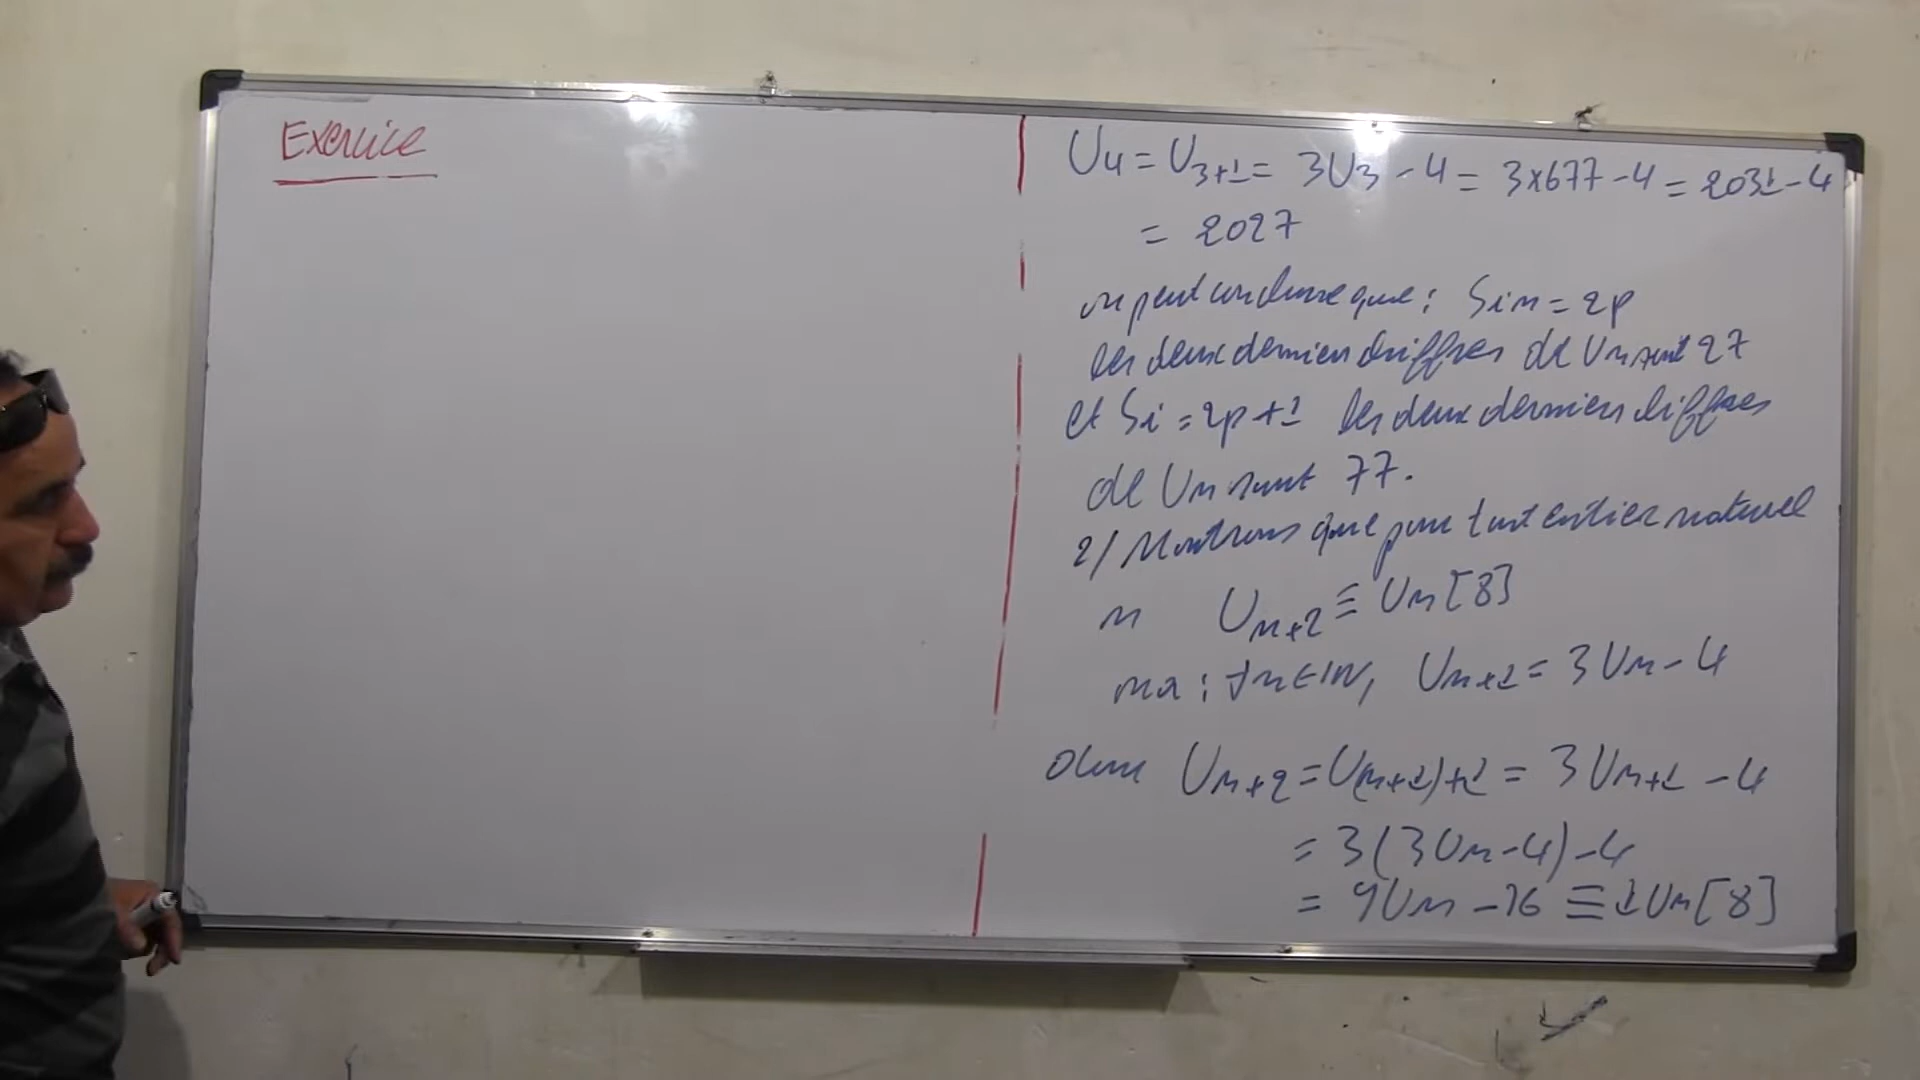 Exercice
U4 = U3+1 = 3U3 - 4 = 3x677 - 4 = 2031 - 4
= 2027
on peut conclure que : Si n = 2p
les deux derniers chiffres de Un sont 27
et Si = 2p+1 les deux derniers chiffres
de Un sont 77.
2/ Montrons que pour tout entier naturel
n Un+2 ≡ Un [8]
on a : ∀n∈IN, Un+1 = 3Un - 4
donc Un+2 = U(n+1)+1 = 3Un+1 - 4
= 3(3Un-4)-4
= 9Un - 16 ≡ 1Un [8]